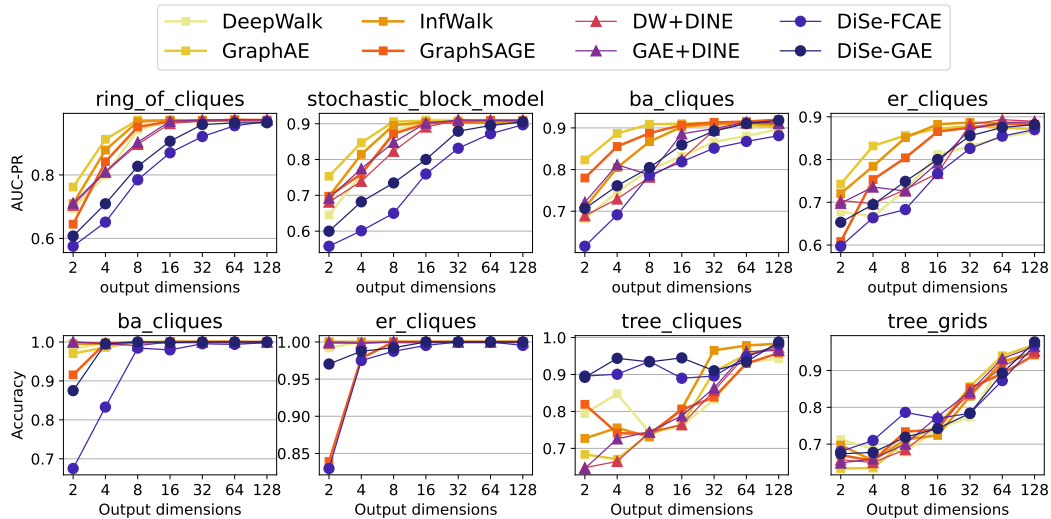 DeepWalk InfWalk DW+DINE DiSe-FCAE
GraphAE GraphSAGE GAE+DINE DiSe-GAE
ring_of_cliques stochastic_block_model ba_cliques er_cliques
AUC-PR
0.8
0.6
2 4 8 16 32 64 128
output dimensions
0.9
0.8
0.7
0.6
2 4 8 16 32 64 128
output dimensions
0.9
0.8
0.7
2 4 8 16 32 64 128
output dimensions
0.9
0.8
0.7
0.6
2 4 8 16 32 64 128
output dimensions
ba_cliques er_cliques tree_cliques tree_grids
Accuracy
1.0
0.9
0.8
0.7
2 4 8 16 32 64 128
Output dimensions
1.00
0.95
0.90
0.85
2 4 8 16 32 64 128
Output dimensions
1.0
0.9
0.8
0.7
0.6
2 4 8 16 32 64 128
Output dimensions
0.9
0.8
0.7
2 4 8 16 32 64 128
Output dimensions